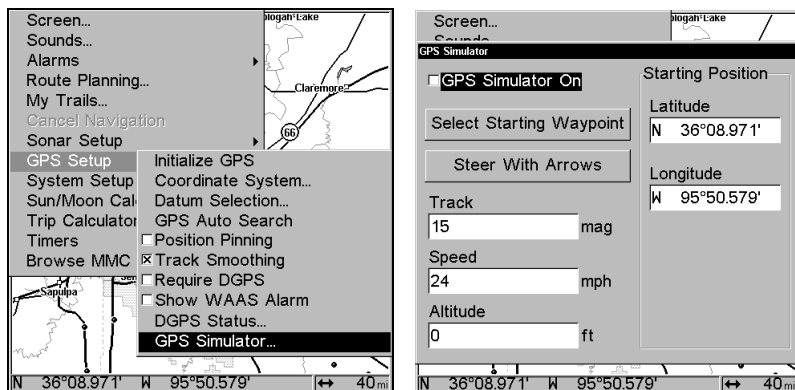 Screen...
Sounds...
Alarms
Route Planning...
My Trails...
Cancel Navigation
Sonar Setup
GPS Setup
System Setup
Sun/Moon Cal
Trip Calculator
Timers
Browse MMC
Initialize GPS
Coordinate System...
Datum Selection...
GPS Auto Search
Position Pinning
Track Smoothing
Require DGPS
Show WAAS Alarm
DGPS Status...
GPS Simulator...
Claremore
66
Sapulpa
N 36°08.971' W 95°50.579' ↔ 40mi
Screen...
GPS Simulator
GPS Simulator On
Select Starting Waypoint
Steer With Arrows
Track
15 mag
Speed
24 mph
Altitude
0 ft
Starting Position
Latitude
N 36°08.971'
Longitude
W 95°50.579'
N 36°08.971' W 95°50.579' ↔ 40mi